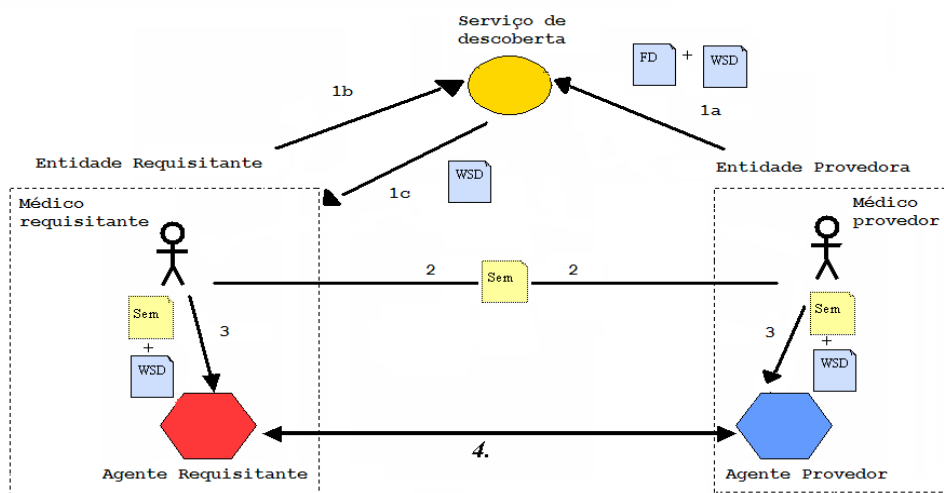 Serviço de
descoberta
FD + WSD
1b
1a
Entidade Requisitante
Entidade Provedora
1c
WSD
Médico
requisitante
Médico
provedor
2
Sem
2
Sem
+
WSD
3
3
Sem
+
WSD
4.
Agente Requisitante
Agente Provedor